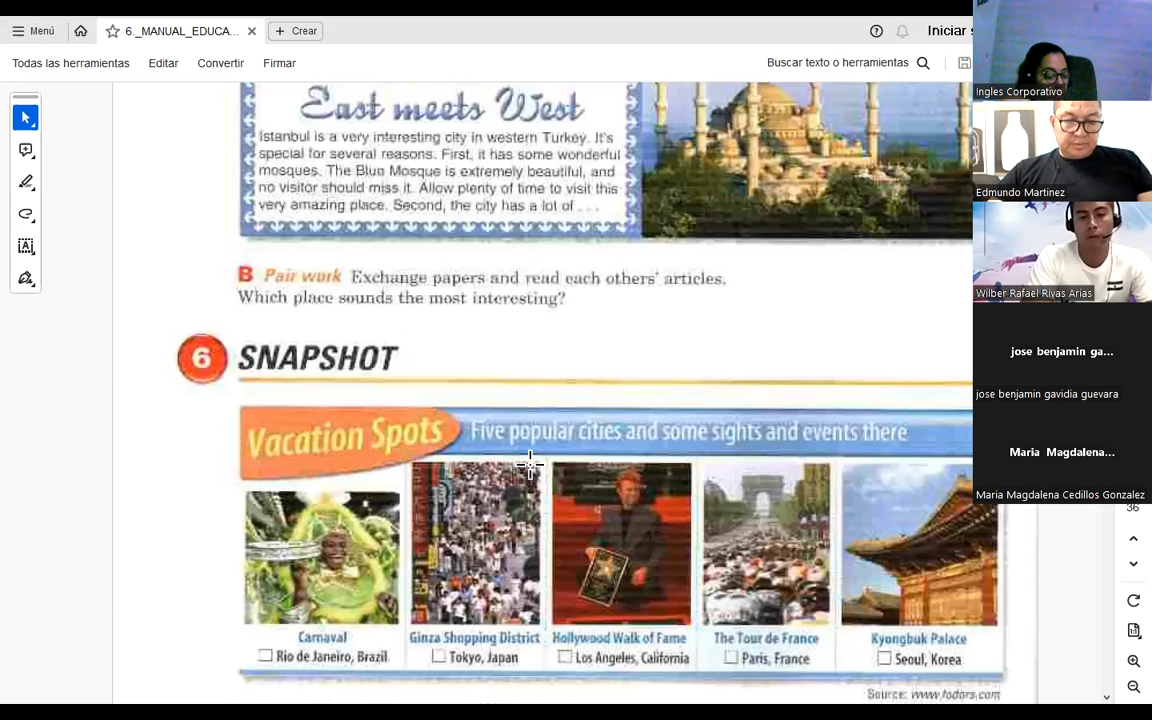 Menú
6._MANUAL_EDUCA...
Crear
Iniciar s
Todas las herramientas
Editar
Convertir
Firmar
Buscar texto o herramientas
East meets West
Istanbul is a very interesting city in western Turkey. It's
special for several reasons. First, it has some wonderful
mosques. The Blue Mosque is extremely beautiful, and
no visitor should miss it. Allow plenty of time to visit this
very amazing place. Second, the city has a lot of . . .
B Pair work Exchange papers and read each others' articles.
Which place sounds the most interesting?
6 SNAPSHOT
Vacation Spots
Five popular cities and some sights and events there
Carnaval
Rio de Janeiro, Brazil
Ginza Shopping District
Tokyo, Japan
Hollywood Walk of Fame
Los Angeles, California
The Tour de France
Paris, France
Kyongbuk Palace
Seoul, Korea
Source: www.fodors.com
Ingles Corporativo
Edmundo Martinez
Wilber Rafael Rivas Arias
jose benjamin ga...
jose benjamin gavidia guevara
Maria Magdalena...
Maria Magdalena Cedillos Gonzalez
36